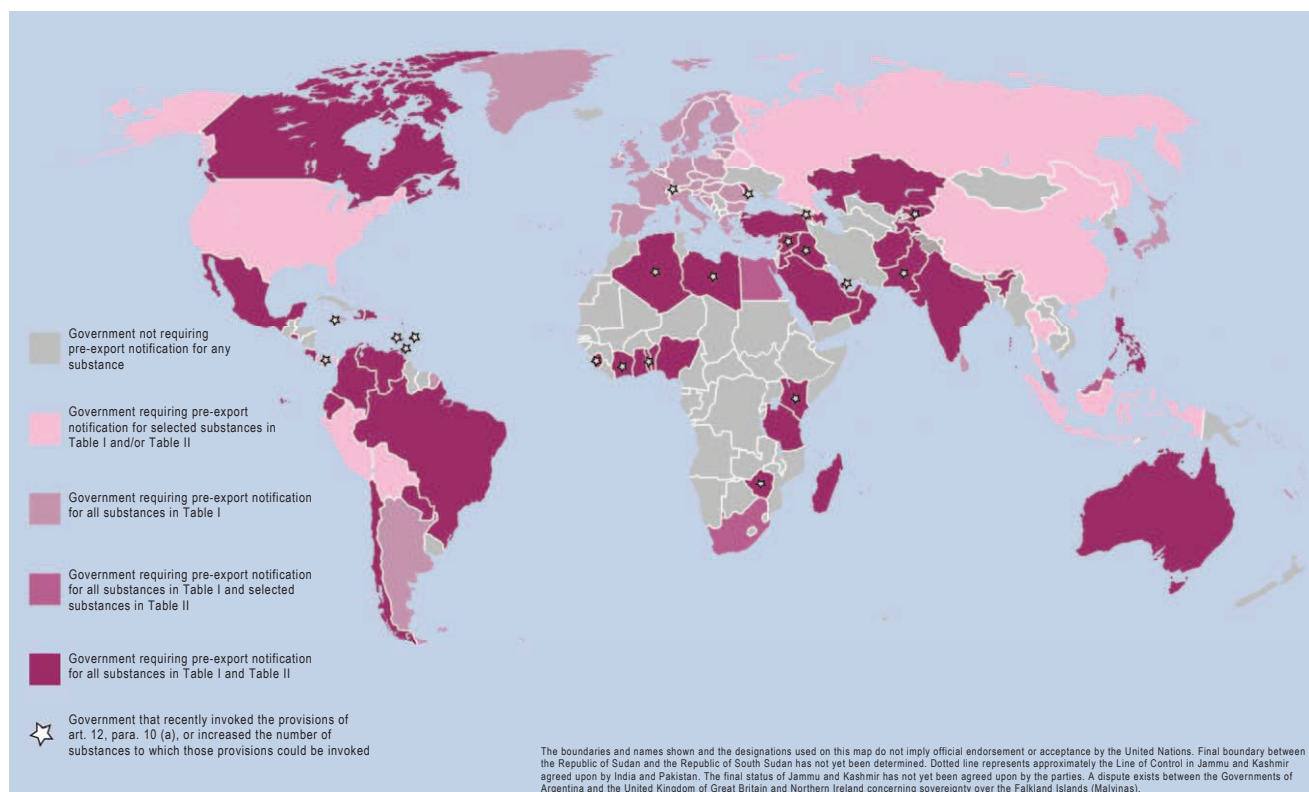 Government not requiring
pre-export notification for any
substance
Government requiring pre-export
notification for selected substances in
Table I and/or Table II
Government requiring pre-export notification
for all substances in Table I
Government requiring pre-export notification
for all substances in Table I and selected
substances in Table II
Government requiring pre-export notification
for all substances in Table I and Table II
Government that recently invoked the provisions of
art. 12, para. 10 (a), or increased the number of
substances to which those provisions could be invoked
The boundaries and names shown and the designations used on this map do not imply official endorsement or acceptance by the United Nations. Final boundary between
the Republic of Sudan and the Republic of South Sudan has not yet been determined. Dotted line represents approximately the Line of Control in Jammu and Kashmir
agreed upon by India and Pakistan. The final status of Jammu and Kashmir has not yet been agreed upon by the parties. A dispute exists between the Governments of
Argentina and the United Kingdom of Great Britain and Northern Ireland concerning sovereignty over the Falkland Islands (Malvinas).